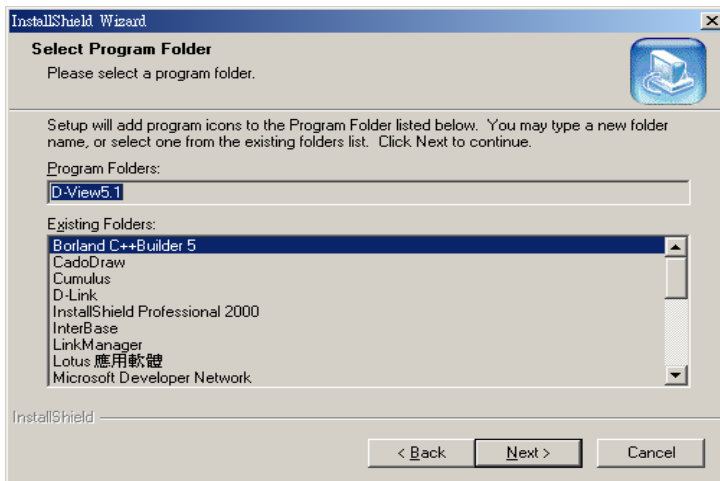 InstallShield Wizard
Select Program Folder
Please select a program folder.
Setup will add program icons to the Program Folder listed below. You may type a new folder
name, or select one from the existing folders list. Click Next to continue.
Program Folders:
D-View5.1
Existing Folders:
Borland C++Builder 5
CadoDraw
Cumulus
D-Link
InstallShield Professional 2000
InterBase
LinkManager
Lotus 應用軟體
Microsoft Developer Network
InstallShield
< Back
Next >
Cancel